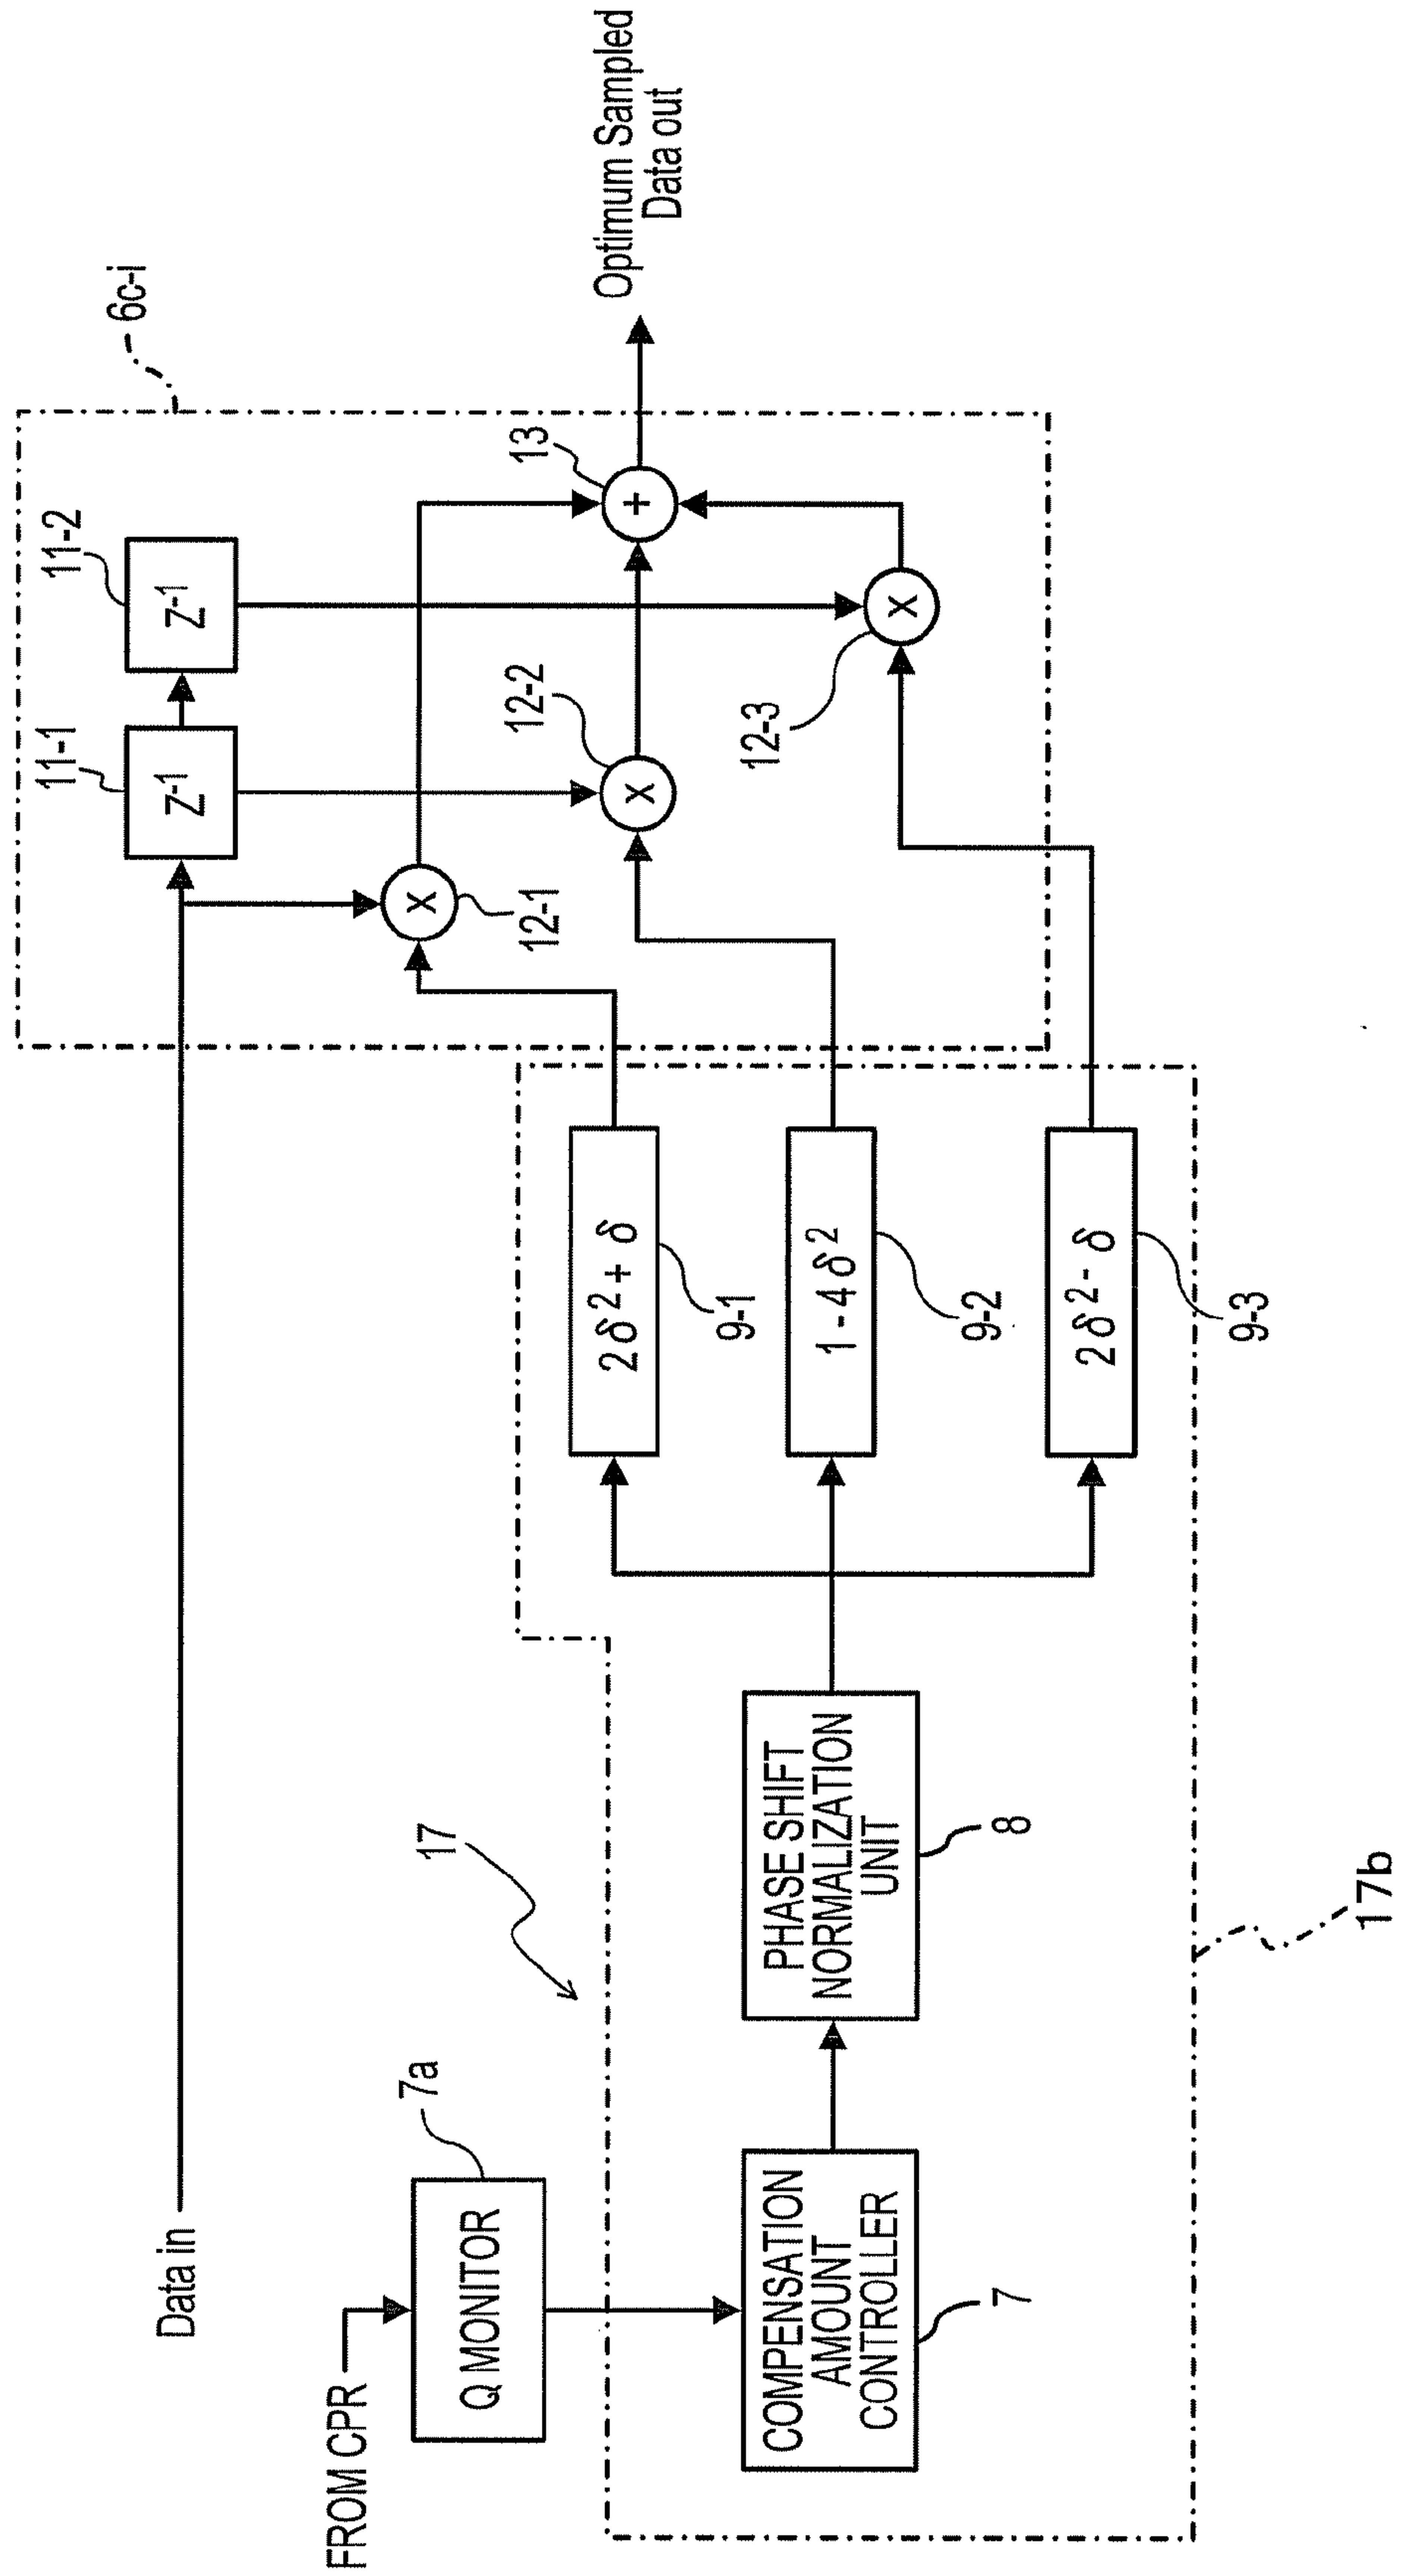 6c-i
11-1
Z⁻¹
11-2
Z⁻¹
Data in
12-1
X
12-2
X
12-3
X
13
+
Optimum Sampled
Data out
FROM CPR
Q MONITOR
7a
17
COMPENSATION
AMOUNT
CONTROLLER
7
PHASE SHIFT
NORMALIZATION
UNIT
8
2δ² + δ
9-1
1 - 4δ²
9-2
2δ² - δ
9-3
17b